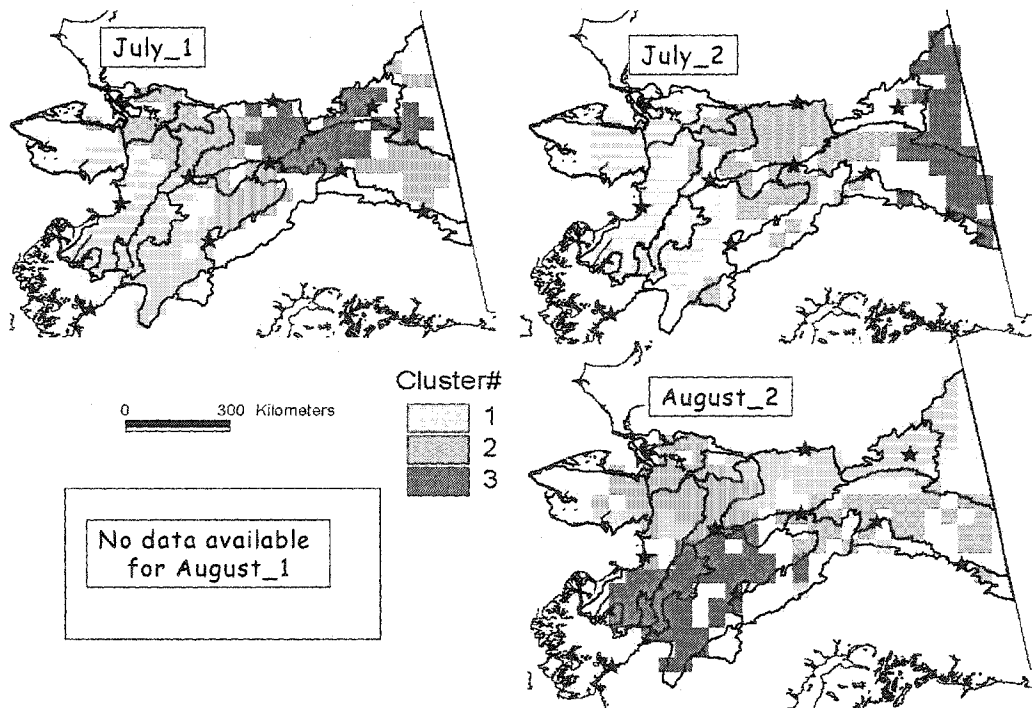 July_1
July_2
Cluster#
1
2
3
0 300 Kilometers
August_2
No data available
for August_1